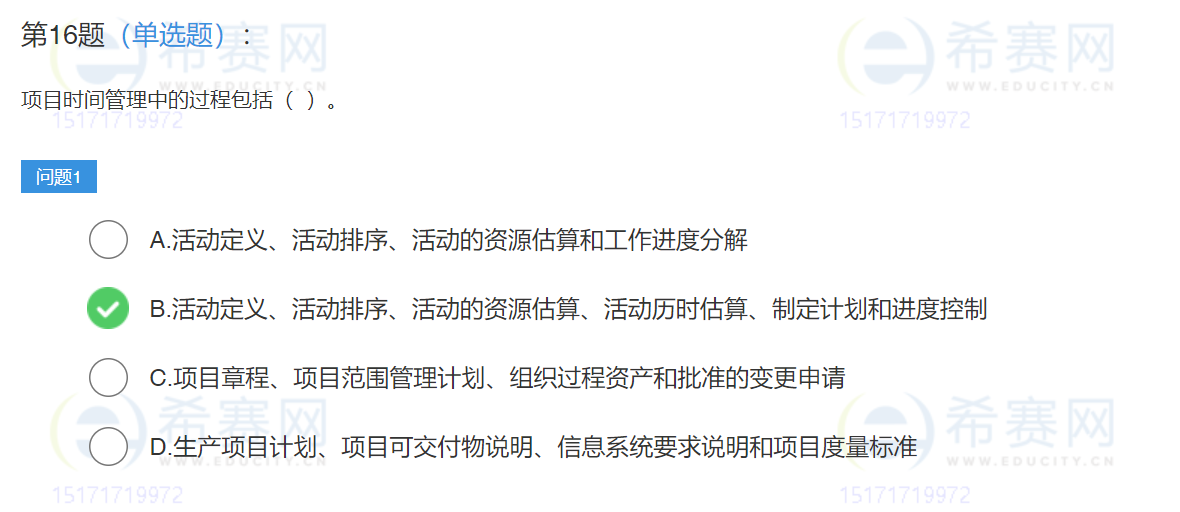 第16题（单选题）:
希赛网
希赛网
WWW.EDUCITY.CN
WWW.EDUCITY.CN
项目时间管理中的过程包括（ ）。
15171719972
15171719972
问题1
A.活动定义、活动排序、活动的资源估算和工作进度分解
B.活动定义、活动排序、活动的资源估算、活动历时估算、制定计划和进度控制
C.项目章程、项目范围管理计划、组织过程资产和批准的变更申请
希赛网
希赛网
D.生产项目计划、项目可交付物说明、信息系统要求说明和项目度量标准
WWW.EDUCITY.CN
WWW.EDUCITY.CN
15171719972
15171719972